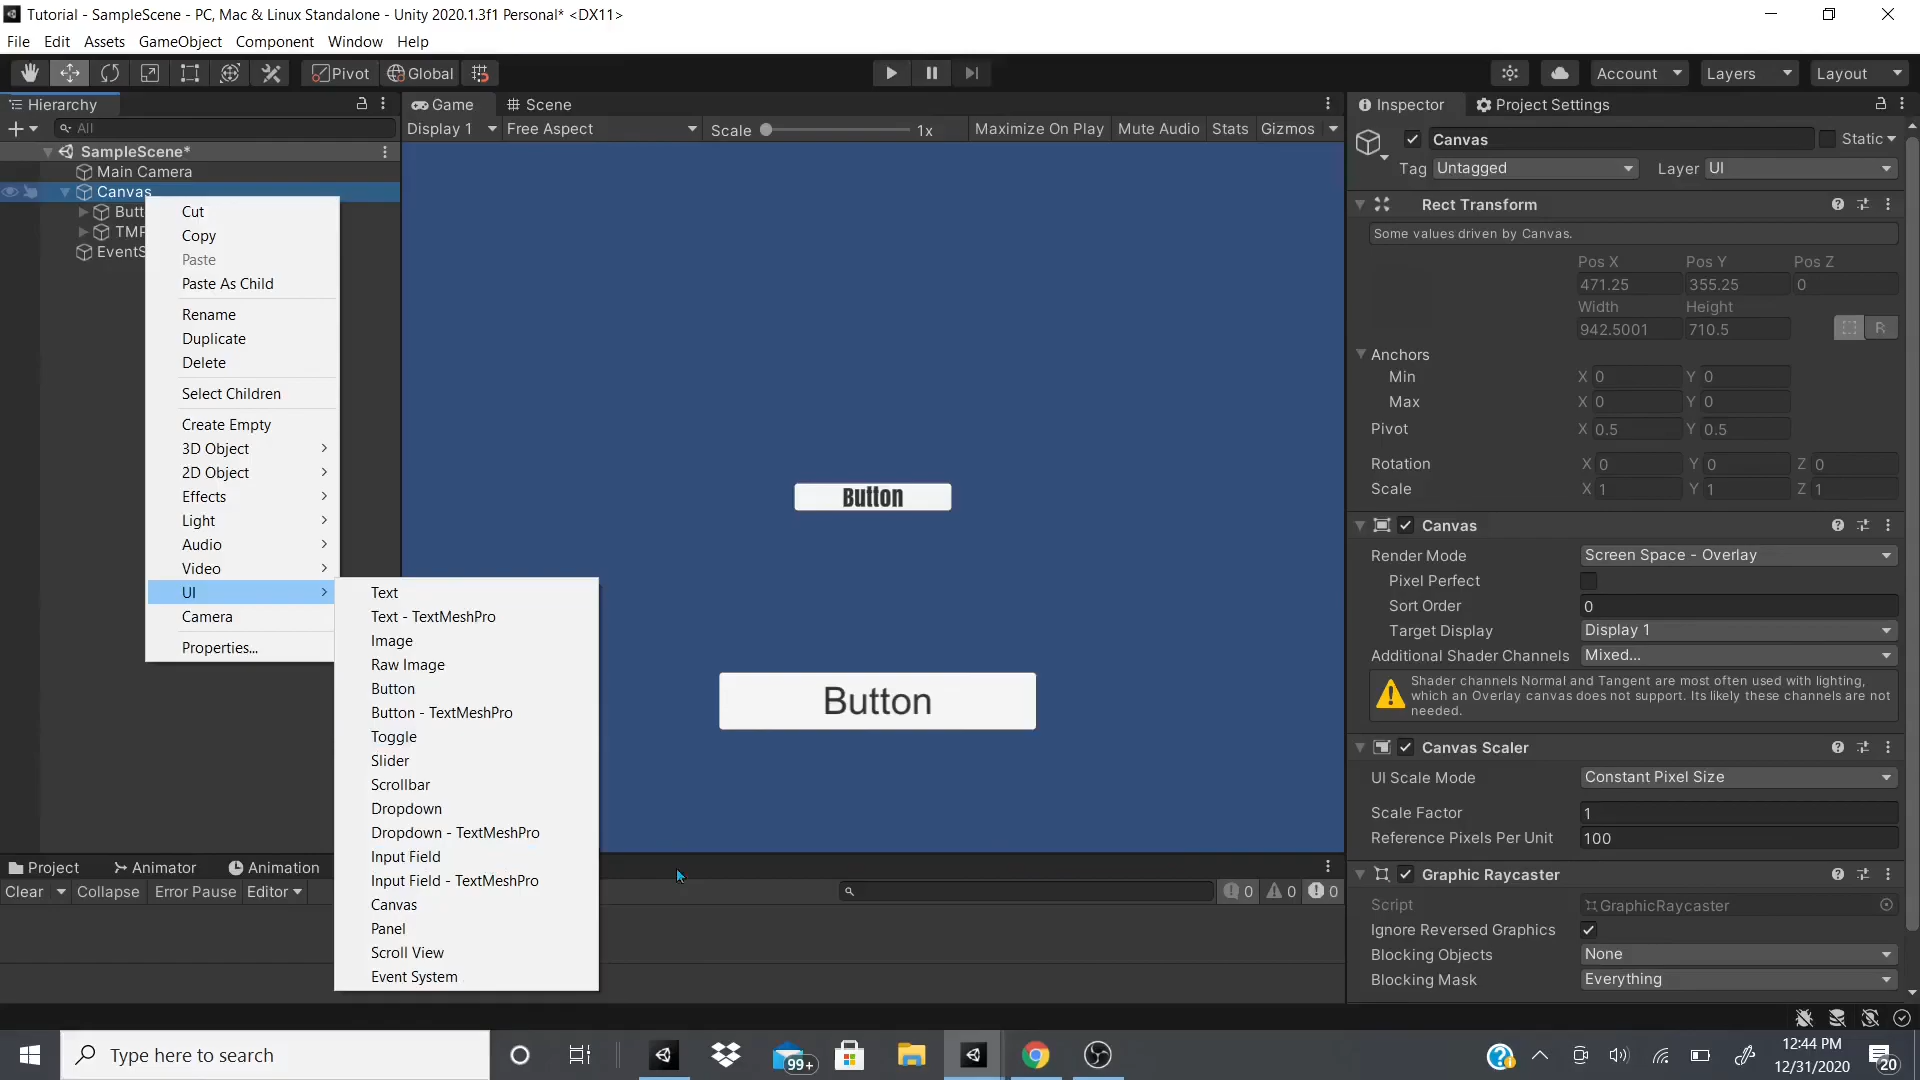 Tutorial - SampleScene - PC, Mac & Linux Standalone - Unity 2020.1.3f1 Personal* <DX11>
File Edit Assets GameObject Component Window Help
Pivot Global Account Layers Layout
Hierarchy
All
SampleScene*
Main Camera
Canvas
Butt
TMP
EventS
Cut
Copy
Paste
Paste As Child
Rename
Duplicate
Delete
Select Children
Create Empty
3D Object
2D Object
Effects
Light
Audio
Video
UI
Camera
Properties...
Text
Text - TextMeshPro
Image
Raw Image
Button
Button - TextMeshPro
Toggle
Slider
Scrollbar
Dropdown
Dropdown - TextMeshPro
Input Field
Input Field - TextMeshPro
Canvas
Panel
Scroll View
Event System
Game Scene
Display 1 Free Aspect Scale 1x Maximize On Play Mute Audio Stats Gizmos
Button
Button
Project Animator Animation
Clear Collapse Error Pause Editor
0 0 0
Inspector Project Settings
Canvas Static
Tag Untagged Layer UI
Rect Transform
Some values driven by Canvas.
Pos X Pos Y Pos Z
471.25 355.25 0
Width Height
942.5001 710.5 R
Anchors
Min X 0 Y 0
Max X 0 Y 0
Pivot X 0.5 Y 0.5
Rotation X 0 Y 0 Z 0
Scale X 1 Y 1 Z 1
Canvas
Render Mode Screen Space - Overlay
Pixel Perfect
Sort Order 0
Target Display Display 1
Additional Shader Channels Mixed...
Shader channels Normal and Tangent are most often used with lighting,
which an Overlay canvas does not support. Its likely these channels are not
needed.
Canvas Scaler
UI Scale Mode Constant Pixel Size
Scale Factor 1
Reference Pixels Per Unit 100
Graphic Raycaster
Script GraphicRaycaster
Ignore Reversed Graphics
Blocking Objects None
Blocking Mask Everything
Type here to search
99+
12:44 PM
12/31/2020
20